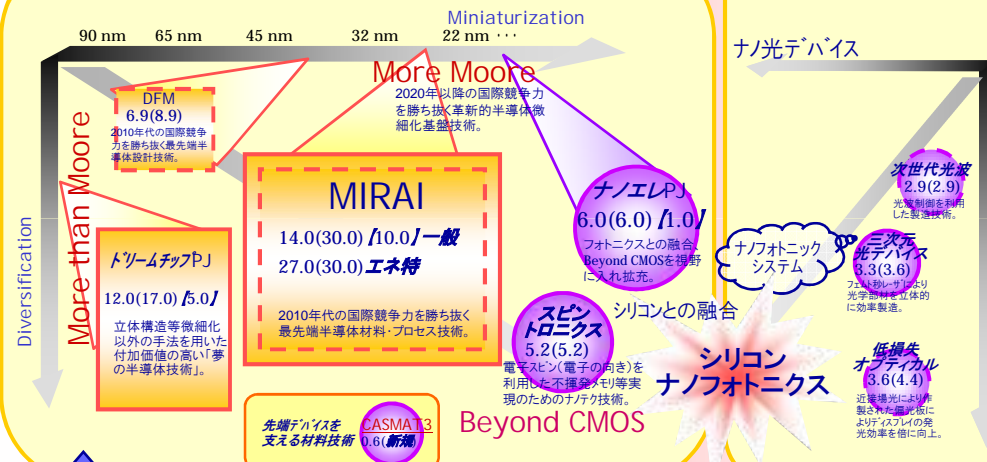 Miniaturization
90 nm 65 nm 45 nm 32 nm 22 nm ･･･
ナノ光デバイス
More Moore
2020年以降の国際競争力
を勝ち抜く革新的半導体微
細化基盤技術。
DFM
6.9(8.9)
2010年代の国際競争
力を勝ち抜く最先端半
導体設計技術。
More than Moore
Diversification
MIRAI
14.0(30.0)【10.0】一般
27.0(30.0)エネ特
2010年代の国際競争力を勝ち抜く
最先端半導体材料・プロセス技術。
ドリームチップPJ
12.0(17.0)【5.0】
立体構造等微細化
以外の手法を用いた
付加価値の高い「夢
の半導体技術」。
ナノエレPJ
6.0(6.0)【1.0】
フォトニクスとの融合、
Beyond CMOSを視野
に入れ拡充。
スピン
トロニクス
5.2(5.2)
電子スピン(電子の向き)を
利用した不揮発メモリ等実
現のためのナノテク技術。
シリコンとの融合
ナノフォトニック
システム
シリコン
ナノフォトニクス
次世代光波
2.9(2.9)
光波制御を利用
した製造技術。
三次元
光デバイス
3.3(3.6)
フェムト秒レーザにより
光学部材を立体的
に効率製造。
低損失
オプティカル
3.6(4.4)
近接場光により作
製された偏光板に
よりディスプレイの発
光効率を倍に向上。
先端デバイスを
支える材料技術
CASMAT3
0.6(新規)
Beyond CMOS